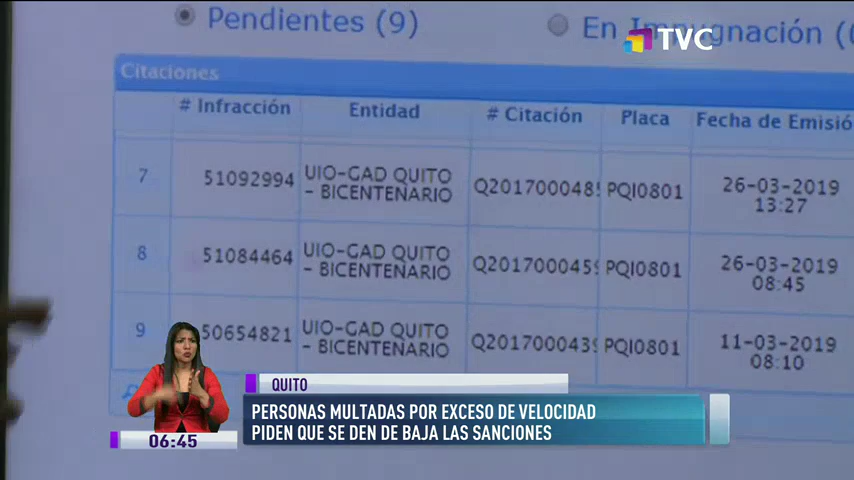 Pendientes (9)
En Impugnación (
TVC
Citaciones
# Infracción Entidad # Citación Placa Fecha de Emisió
7 51092994 UIO-GAD QUITO - BICENTENARIO Q201700048 PQI0801 26-03-2019 13:27
8 51084464 UIO-GAD QUITO - BICENTENARIO Q201700045 PQI0801 26-03-2019 08:45
9 50654821 UIO-GAD QUITO - BICENTENARIO Q201700043 PQI0801 11-03-2019 08:10
QUITO
PERSONAS MULTADAS POR EXCESO DE VELOCIDAD
PIDEN QUE SE DEN DE BAJA LAS SANCIONES
06:45